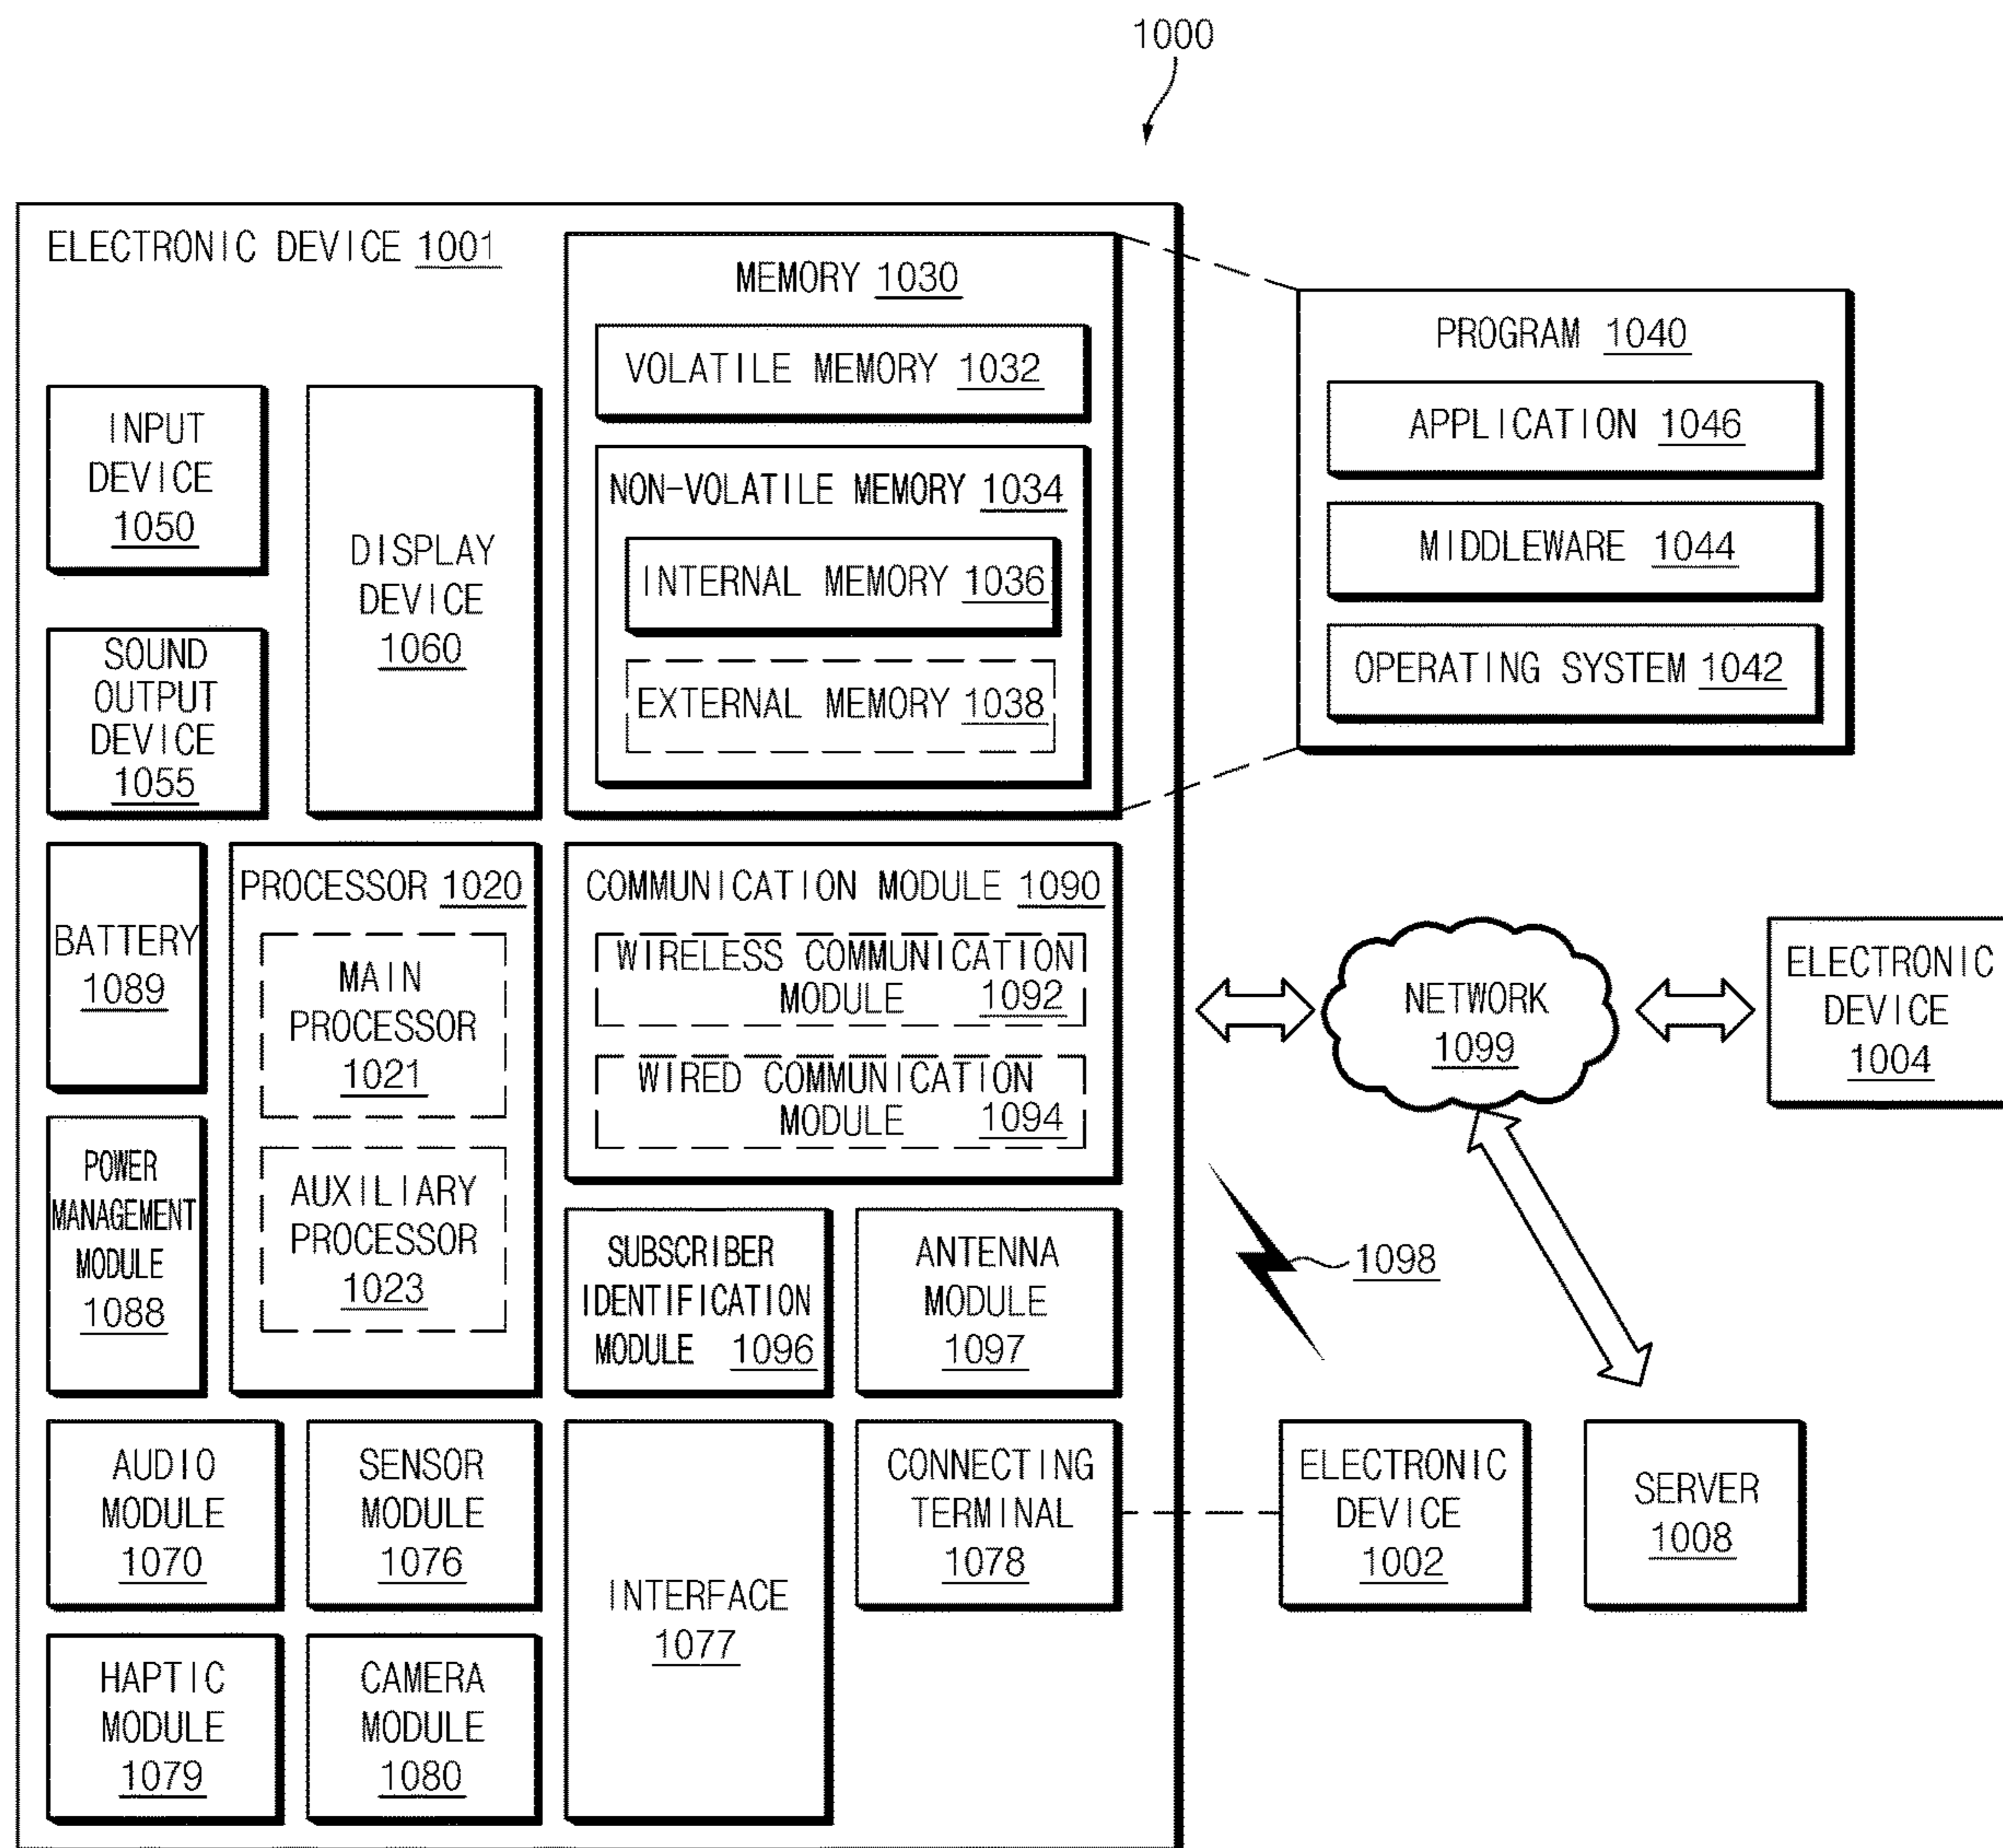 1000
ELECTRONIC DEVICE 1001
MEMORY 1030
VOLATILE MEMORY 1032
NON-VOLATILE MEMORY 1034
INTERNAL MEMORY 1036
EXTERNAL MEMORY 1038
PROGRAM 1040
APPLICATION 1046
MIDDLEWARE 1044
OPERATING SYSTEM 1042
INPUT
DEVICE
1050
SOUND
OUTPUT
DEVICE
1055
DISPLAY
DEVICE
1060
BATTERY
1089
POWER
MANAGEMENT
MODULE
1088
PROCESSOR 1020
MAIN
PROCESSOR
1021
AUXILIARY
PROCESSOR
1023
COMMUNICATION MODULE 1090
WIRELESS COMMUNICATION
MODULE 1092
WIRED COMMUNICATION
MODULE 1094
SUBSCRIBER
IDENTIFICATION
MODULE 1096
ANTENNA
MODULE
1097
NETWORK
1099
ELECTRONIC
DEVICE
1004
1098
AUDIO
MODULE
1070
SENSOR
MODULE
1076
INTERFACE
1077
CONNECTING
TERMINAL
1078
ELECTRONIC
DEVICE
1002
SERVER
1008
HAPTIC
MODULE
1079
CAMERA
MODULE
1080